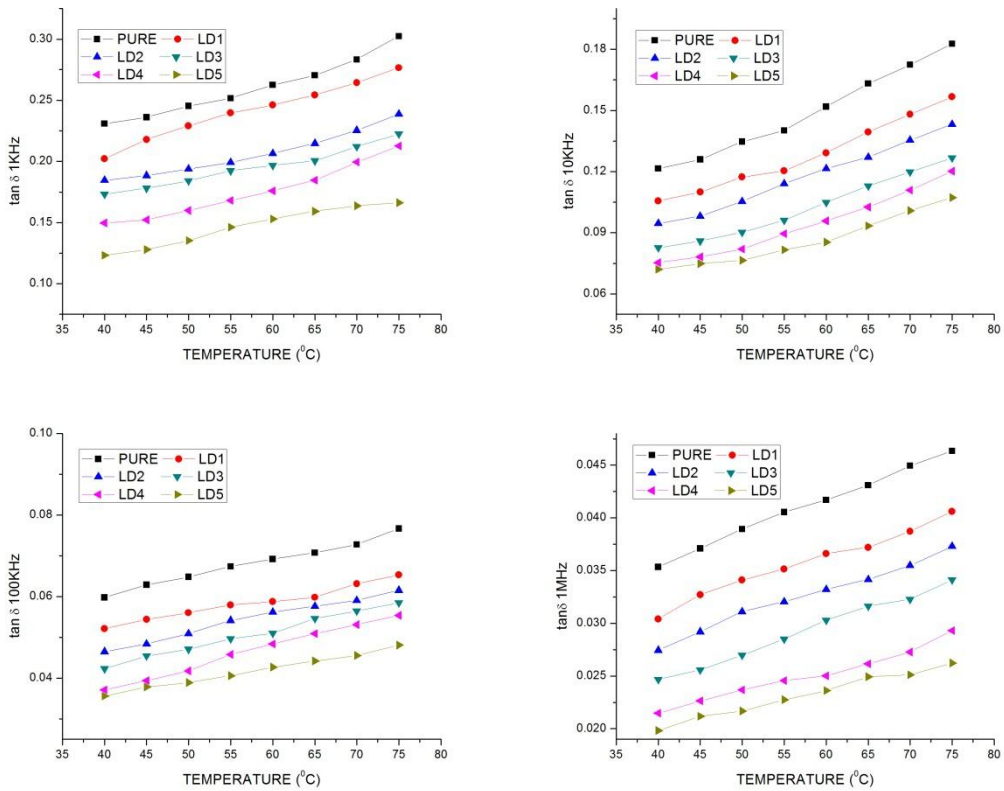 0.30
0.25
0.20
0.15
0.10
tan δ 1KHz
PURE LD1
LD2 LD3
LD4 LD5
35 40 45 50 55 60 65 70 75 80
TEMPERATURE (⁰C)
0.18
0.15
0.12
0.09
0.06
tan δ 10KHz
PURE LD1
LD2 LD3
LD4 LD5
35 40 45 50 55 60 65 70 75 80
TEMPERATURE (⁰C)
0.10
0.08
0.06
0.04
tan δ 100KHz
PURE LD1
LD2 LD3
LD4 LD5
35 40 45 50 55 60 65 70 75 80
TEMPERATURE (⁰C)
0.045
0.040
0.035
0.030
0.025
0.020
tanδ 1MHz
PURE LD1
LD2 LD3
LD4 LD5
35 40 45 50 55 60 65 70 75 80
TEMPERATURE (⁰C)